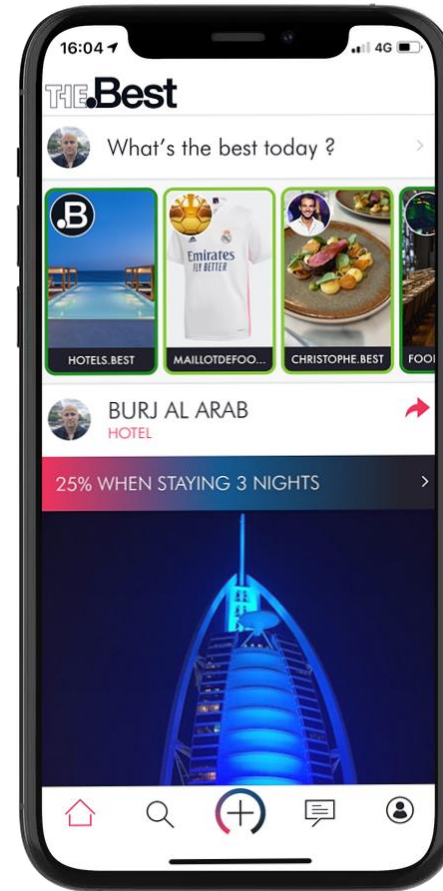 16:04
4G
THE.Best
What's the best today ?
.B
Emirates
FLY BETTER
HOTELS.BEST
MAILLOTDEFOO...
CHRISTOPHE.BEST
FOO
BURJ AL ARAB
HOTEL
25% WHEN STAYING 3 NIGHTS